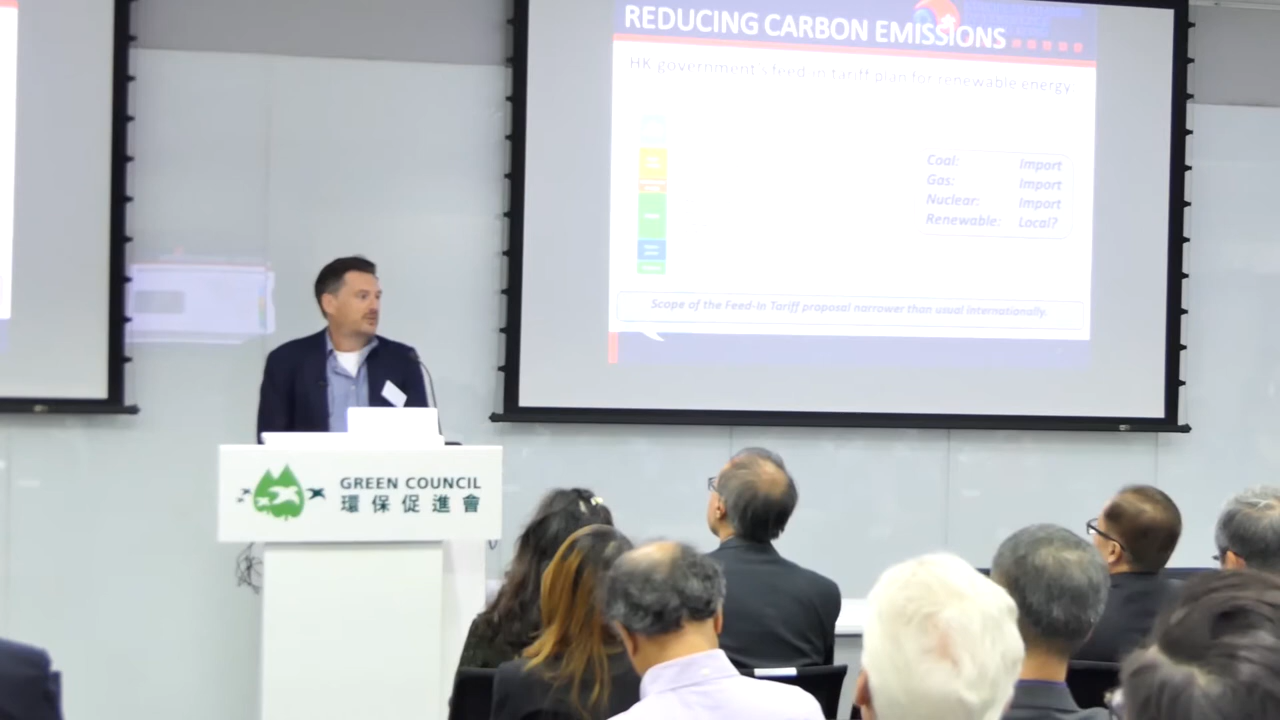 REDUCING CARBON EMISSIONS
HK government's feed-in tariff plan for renewable energy
Coal: Import
Gas: Import
Nuclear: Import
Renewable: Local?
Scope of the Feed-In Tariff proposal narrower than usual internationally.
GREEN COUNCIL
環保促進會